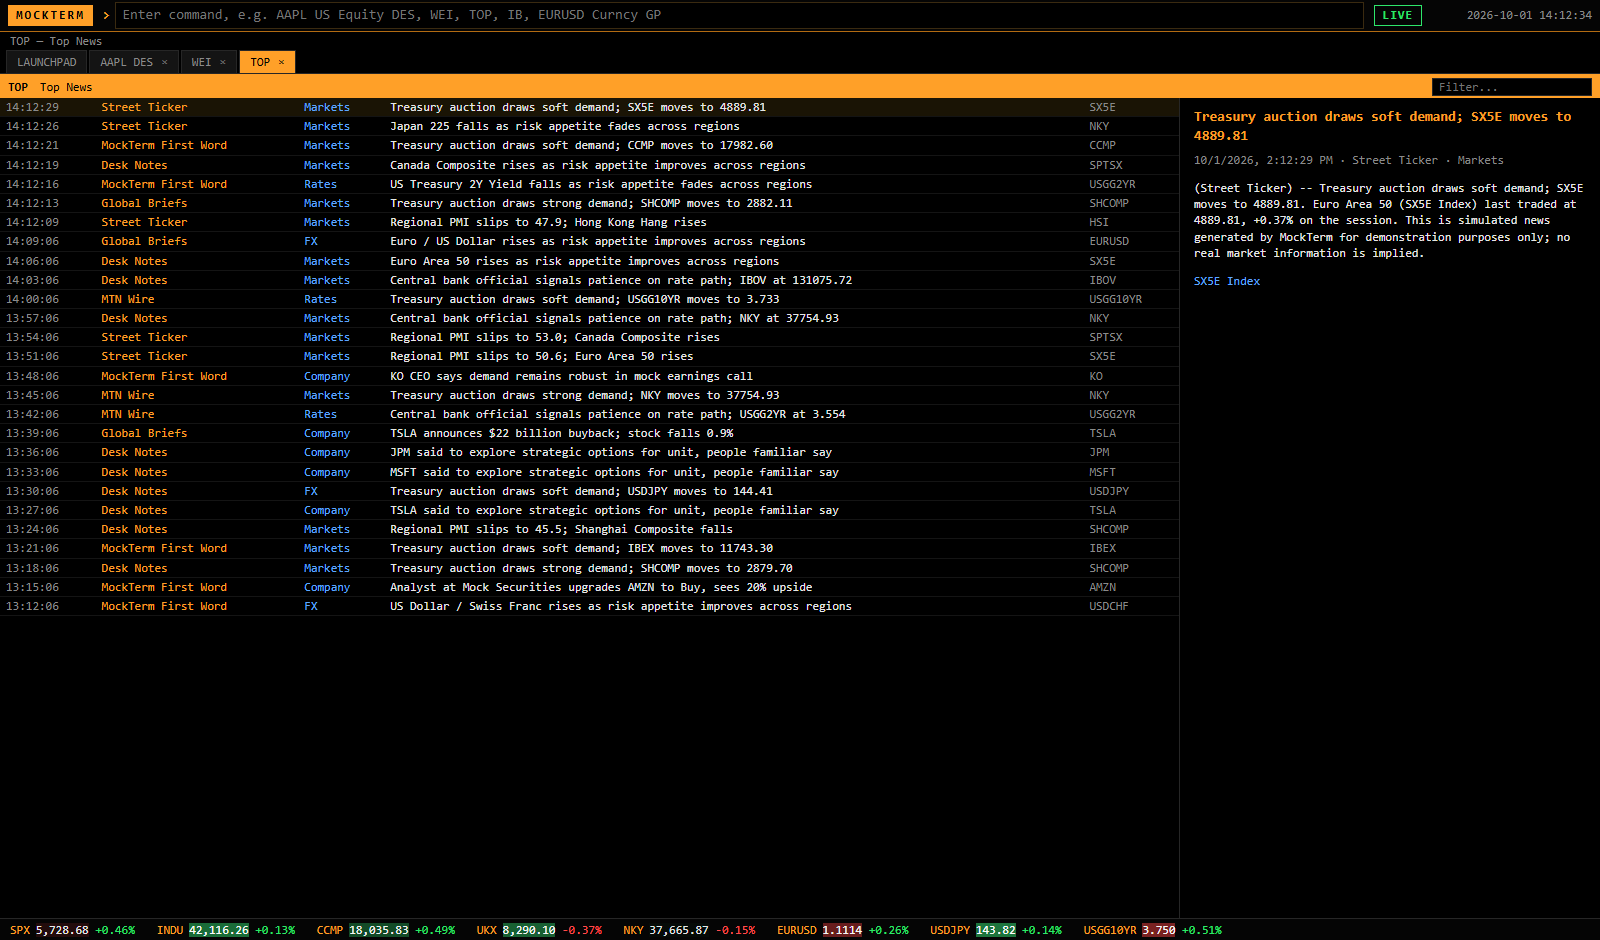 MOCKTERM › Enter command, e.g. AAPL US Equity DES, WEI, TOP, IB, EURUSD Curncy GP LIVE 2026-10-01 14:12:34
TOP — Top News
LAUNCHPAD AAPL DES × WEI × TOP ×
TOP Top News Filter...
14:12:29 Street Ticker Markets Treasury auction draws soft demand; SX5E moves to 4889.81 SX5E
14:12:26 Street Ticker Markets Japan 225 falls as risk appetite fades across regions NKY
14:12:21 MockTerm First Word Markets Treasury auction draws soft demand; CCMP moves to 17982.60 CCMP
14:12:19 Desk Notes Markets Canada Composite rises as risk appetite improves across regions SPTSX
14:12:16 MockTerm First Word Rates US Treasury 2Y Yield falls as risk appetite fades across regions USGG2YR
14:12:13 Global Briefs Markets Treasury auction draws strong demand; SHCOMP moves to 2882.11 SHCOMP
14:12:09 Street Ticker Markets Regional PMI slips to 47.9; Hong Kong Hang rises HSI
14:09:06 Global Briefs FX Euro / US Dollar rises as risk appetite improves across regions EURUSD
14:06:06 Desk Notes Markets Euro Area 50 rises as risk appetite improves across regions SX5E
14:03:06 Desk Notes Markets Central bank official signals patience on rate path; IBOV at 131075.72 IBOV
14:00:06 MTN Wire Rates Treasury auction draws soft demand; USGG10YR moves to 3.733 USGG10YR
13:57:06 Desk Notes Markets Central bank official signals patience on rate path; NKY at 37754.93 NKY
13:54:06 Street Ticker Markets Regional PMI slips to 53.0; Canada Composite rises SPTSX
13:51:06 Street Ticker Markets Regional PMI slips to 50.6; Euro Area 50 rises SX5E
13:48:06 MockTerm First Word Company KO CEO says demand remains robust in mock earnings call KO
13:45:06 MTN Wire Markets Treasury auction draws strong demand; NKY moves to 37754.93 NKY
13:42:06 MTN Wire Rates Central bank official signals patience on rate path; USGG2YR at 3.554 USGG2YR
13:39:06 Global Briefs Company TSLA announces $22 billion buyback; stock falls 0.9% TSLA
13:36:06 Desk Notes Company JPM said to explore strategic options for unit, people familiar say JPM
13:33:06 Desk Notes Company MSFT said to explore strategic options for unit, people familiar say MSFT
13:30:06 Desk Notes FX Treasury auction draws soft demand; USDJPY moves to 144.41 USDJPY
13:27:06 Desk Notes Company TSLA said to explore strategic options for unit, people familiar say TSLA
13:24:06 Desk Notes Markets Regional PMI slips to 45.5; Shanghai Composite falls SHCOMP
13:21:06 MockTerm First Word Markets Treasury auction draws soft demand; IBEX moves to 11743.30 IBEX
13:18:06 Desk Notes Markets Treasury auction draws strong demand; SHCOMP moves to 2879.70 SHCOMP
13:15:06 MockTerm First Word Company Analyst at Mock Securities upgrades AMZN to Buy, sees 20% upside AMZN
13:12:06 MockTerm First Word FX US Dollar / Swiss Franc rises as risk appetite improves across regions USDCHF
Treasury auction draws soft demand; SX5E moves to
4889.81
10/1/2026, 2:12:29 PM · Street Ticker · Markets
(Street Ticker) -- Treasury auction draws soft demand; SX5E
moves to 4889.81. Euro Area 50 (SX5E Index) last traded at
4889.81, +0.37% on the session. This is simulated news
generated by MockTerm for demonstration purposes only; no
real market information is implied.
SX5E Index
SPX 5,728.68 +0.46% INDU 42,116.26 +0.13% CCMP 18,035.83 +0.49% UKX 8,290.10 -0.37% NKY 37,665.87 -0.15% EURUSD 1.1114 +0.26% USDJPY 143.82 +0.14% USGG10YR 3.750 +0.51%